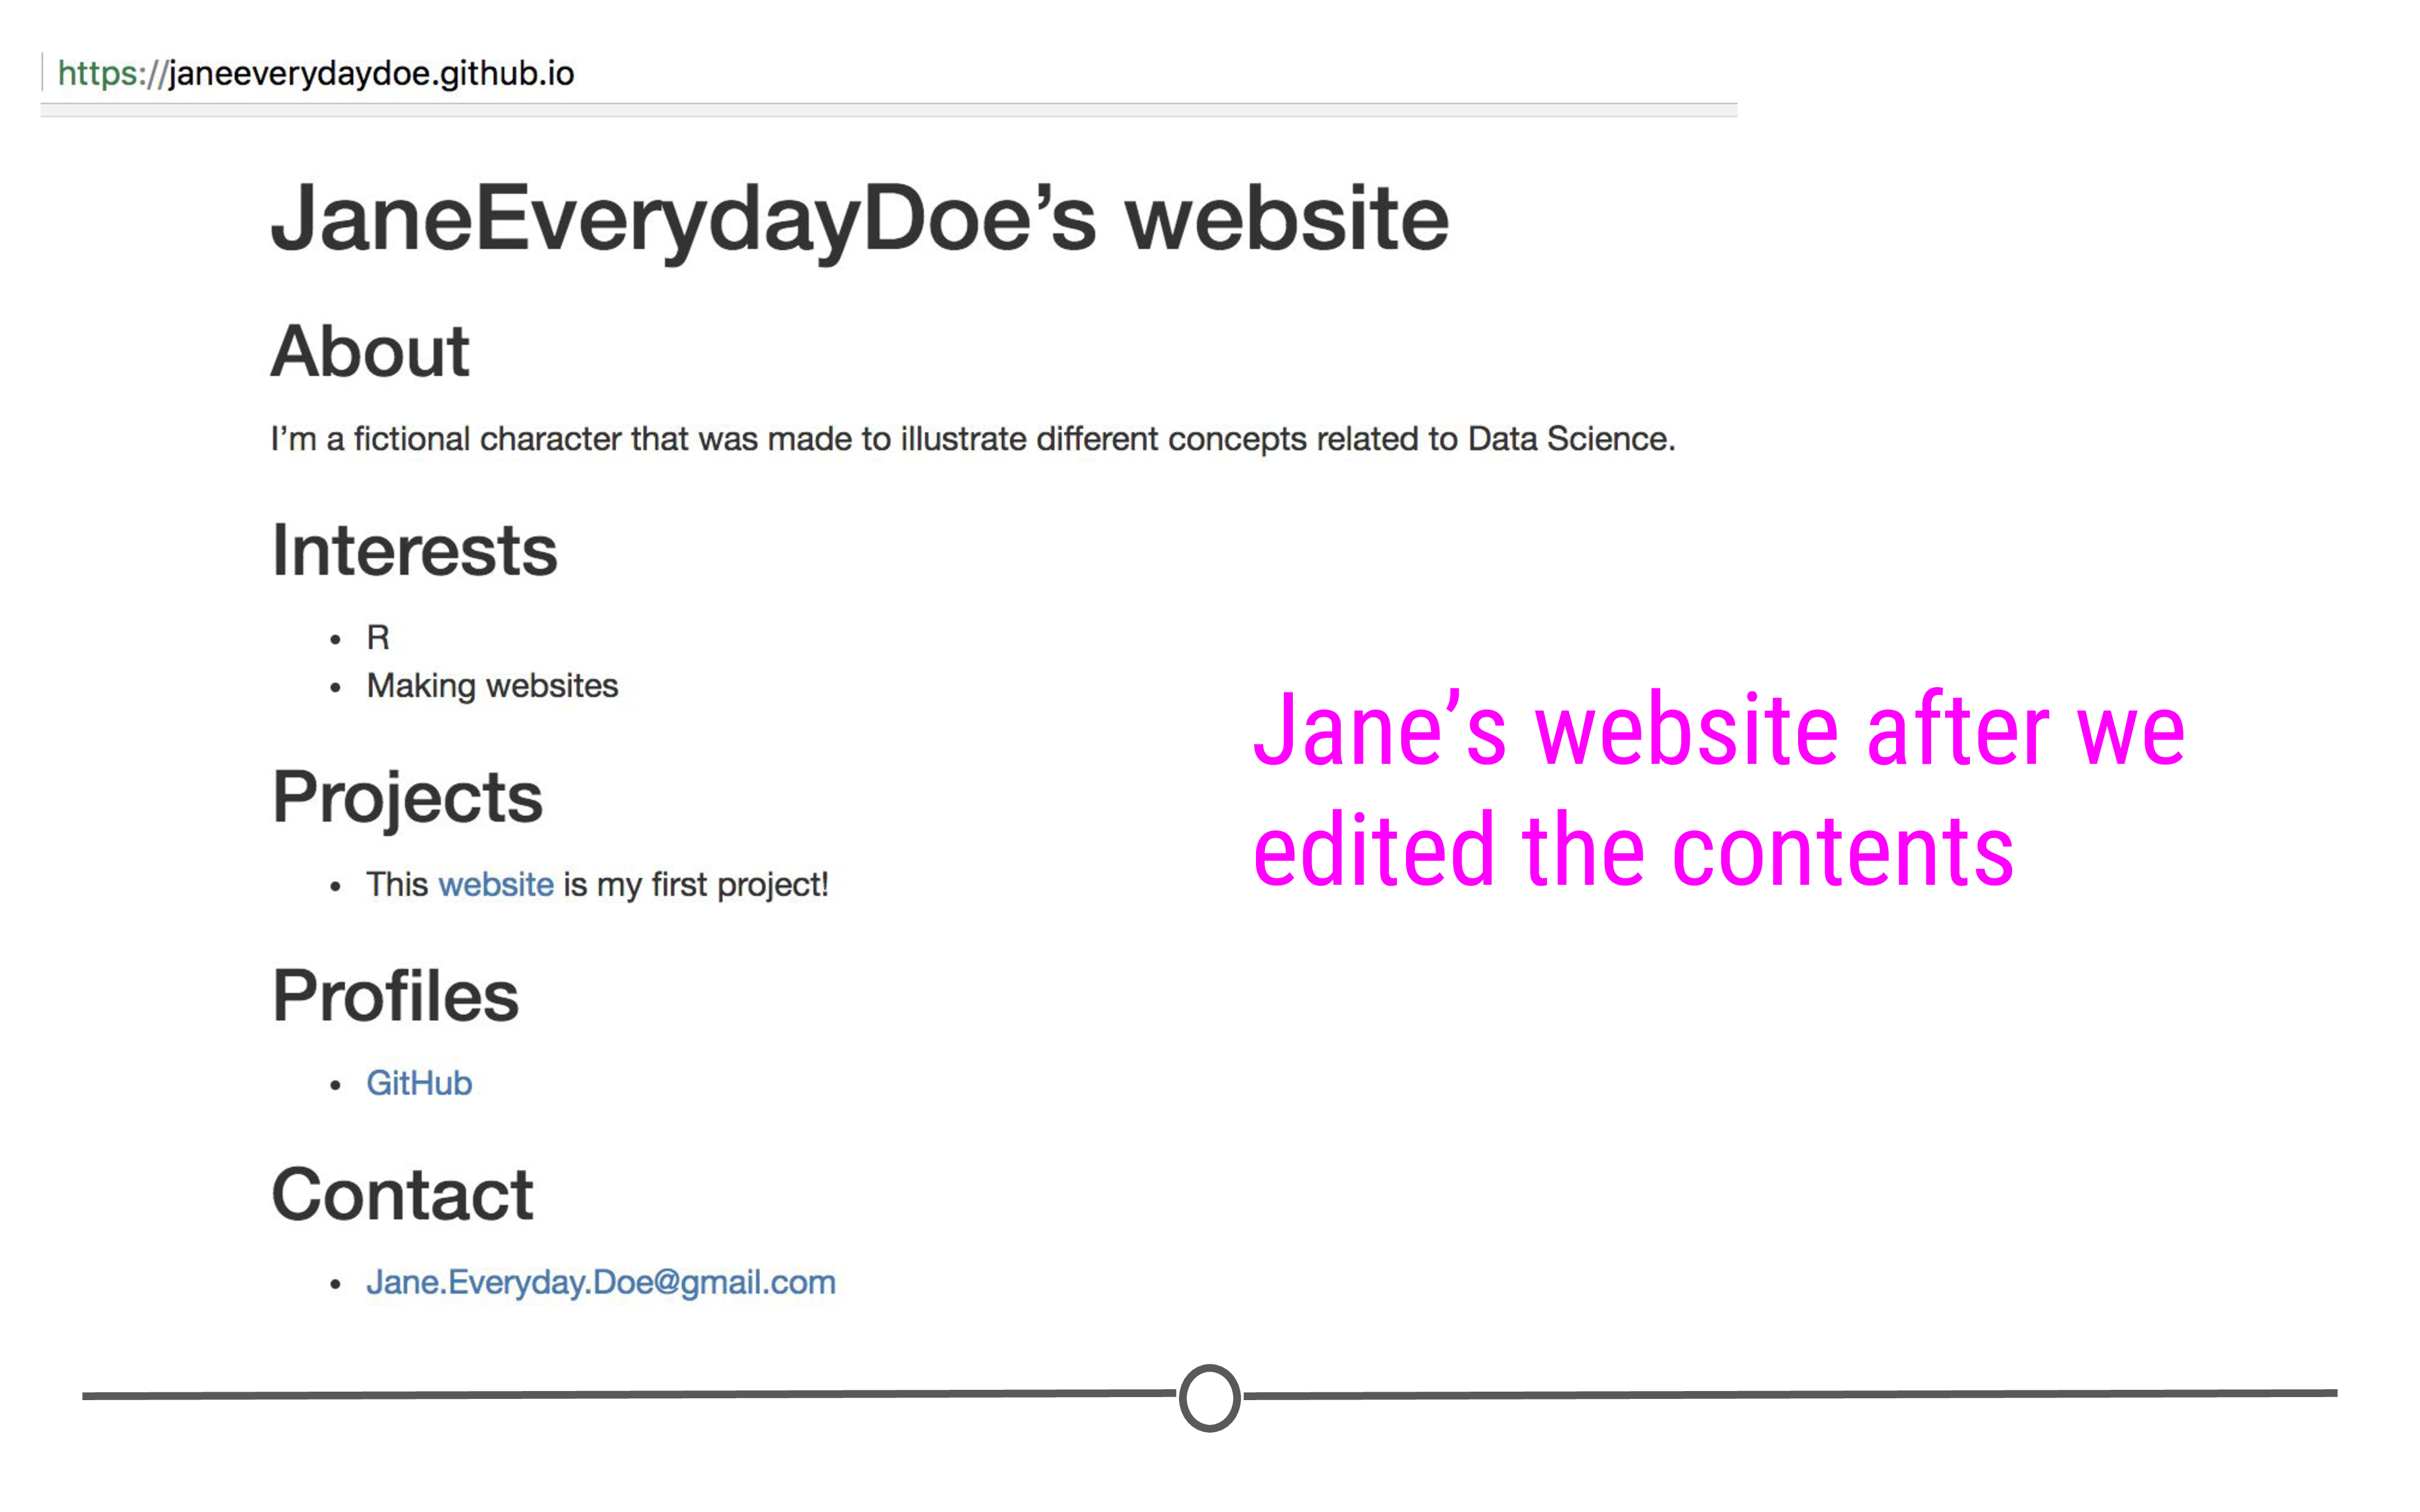 https://janeeverydaydoe.github.io
JaneEverydayDoe’s website
About
I’m a fictional character that was made to illustrate different concepts related to Data Science.
Interests
• R
• Making websites
Jane’s website after we
edited the contents
Projects
• This website is my first project!
Profiles
• GitHub
Contact
• Jane.Everyday.Doe@gmail.com